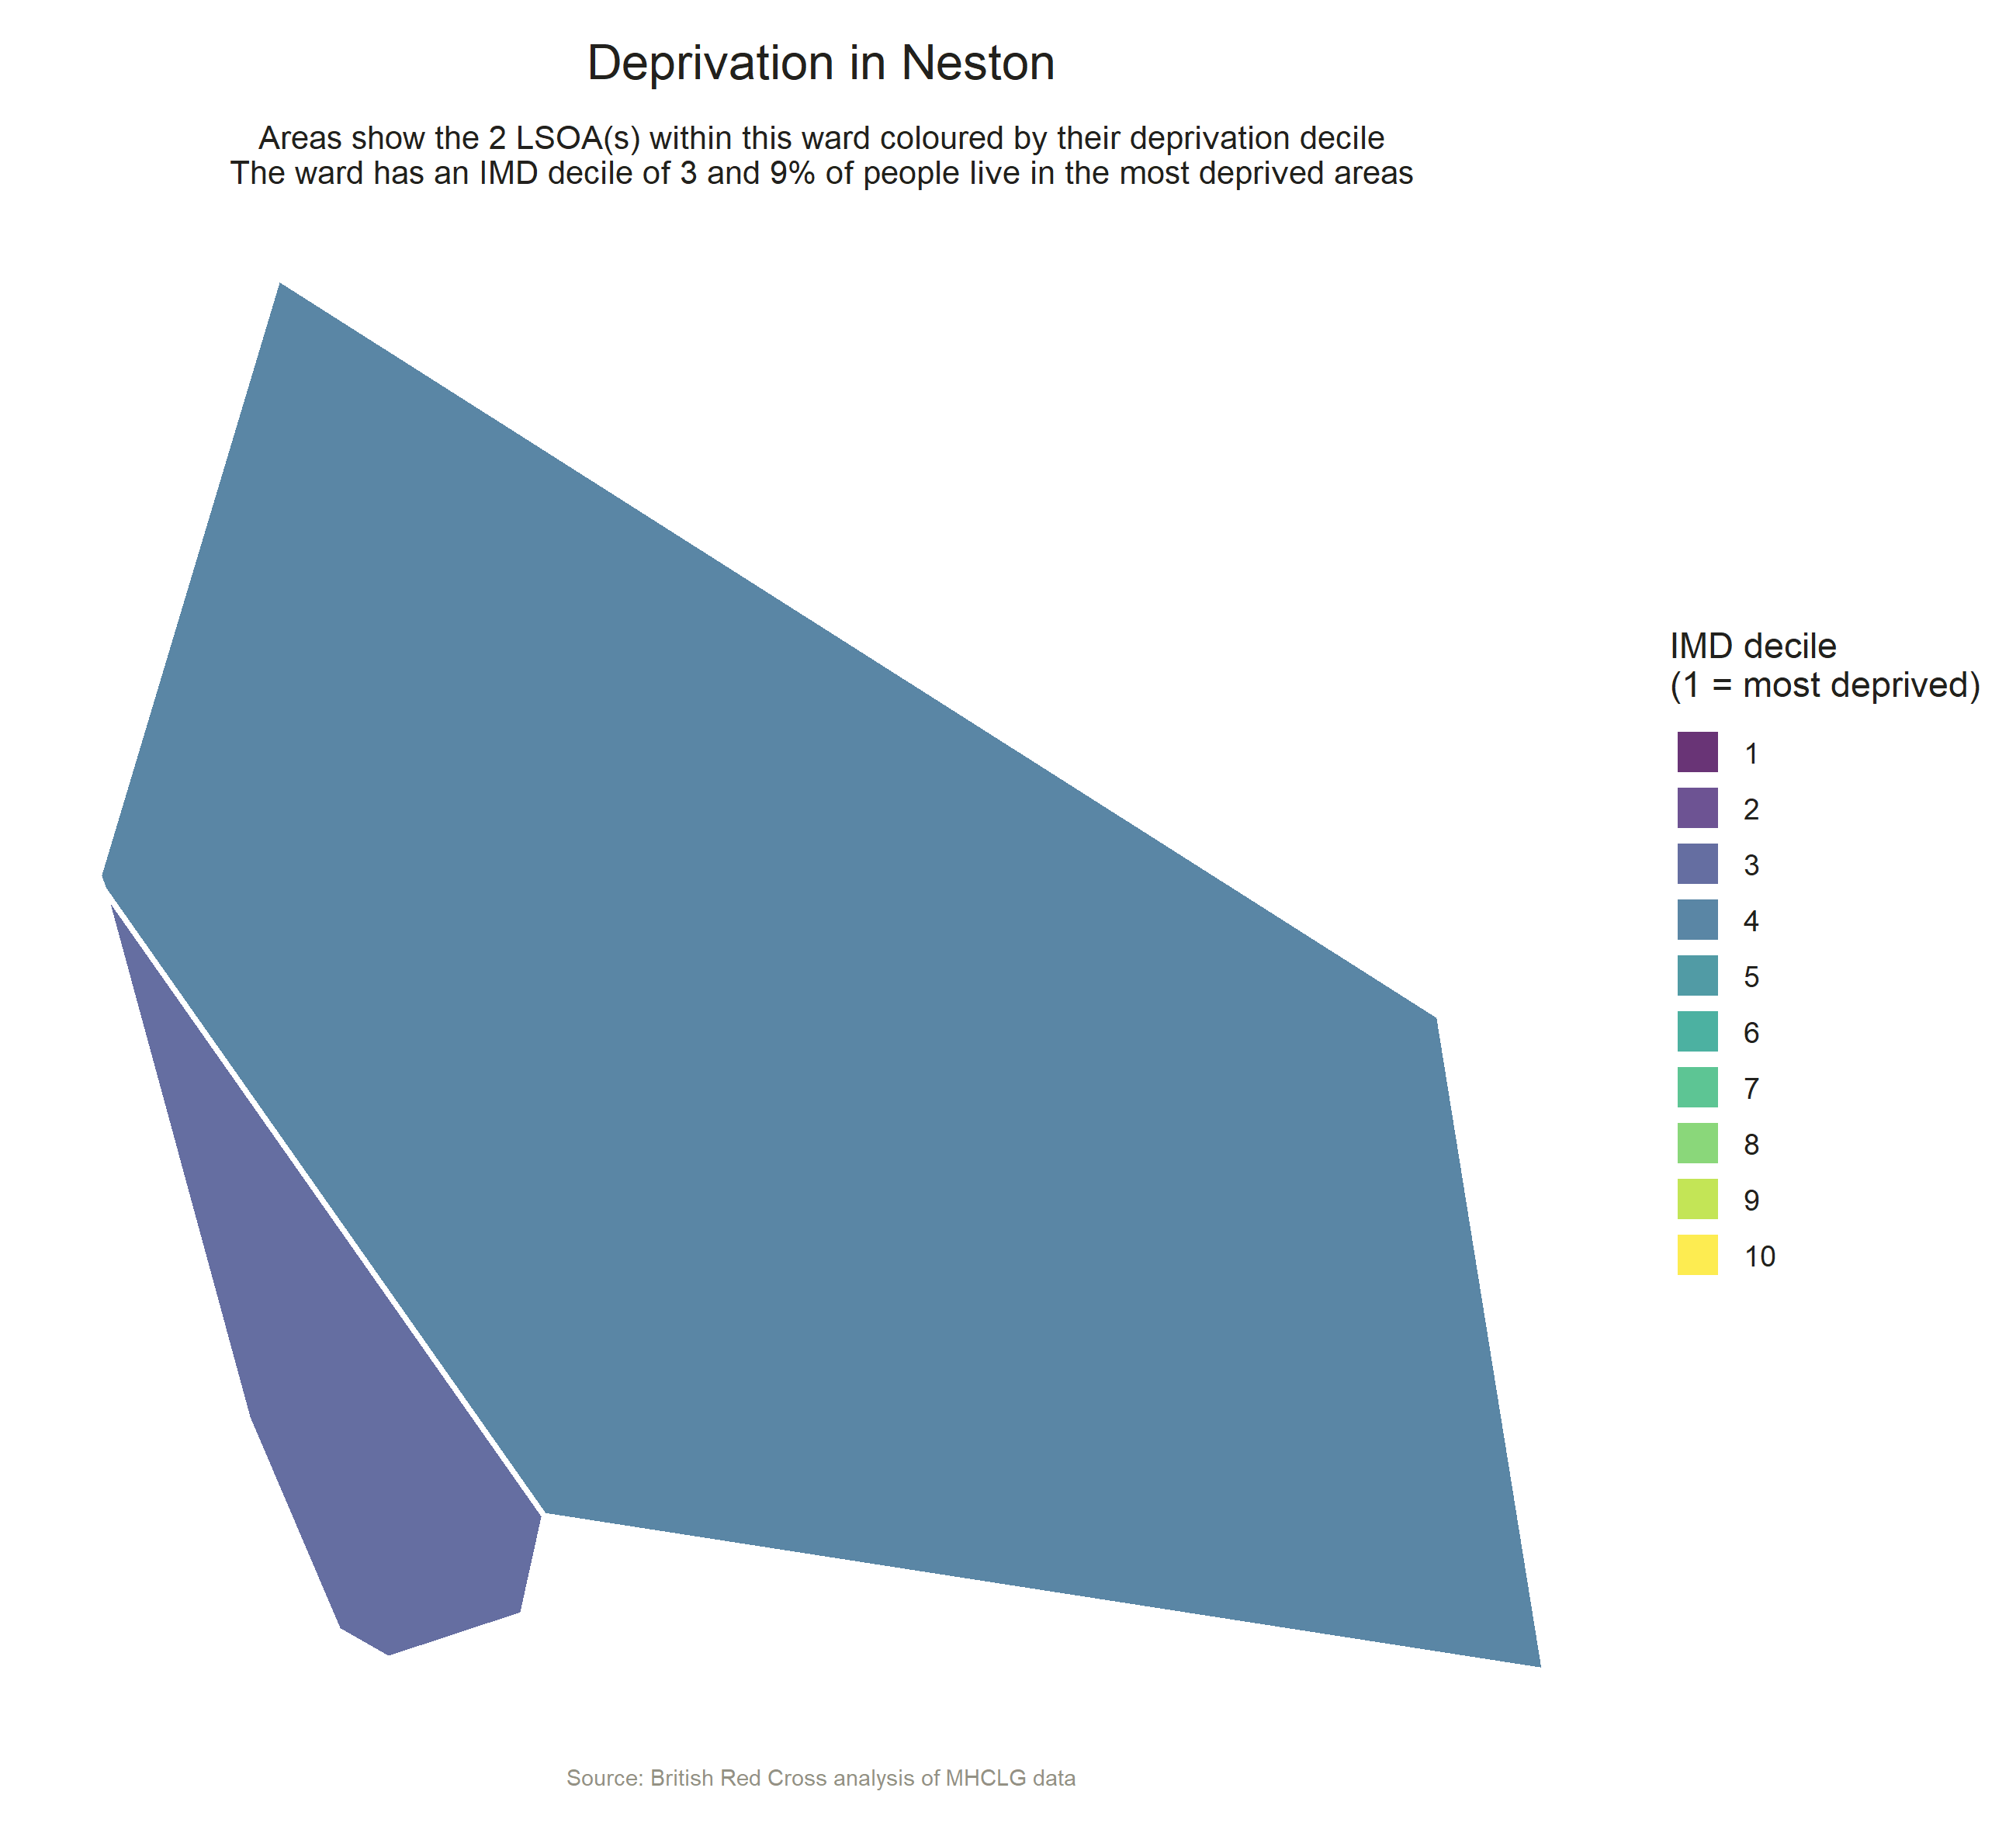 Deprivation in Neston
Areas show the 2 LSOA(s) within this ward coloured by their deprivation decile
The ward has an IMD decile of 3 and 9% of people live in the most deprived areas
IMD decile
(1 = most deprived)
1
2
3
4
5
6
7
8
9
10
Source: British Red Cross analysis of MHCLG data